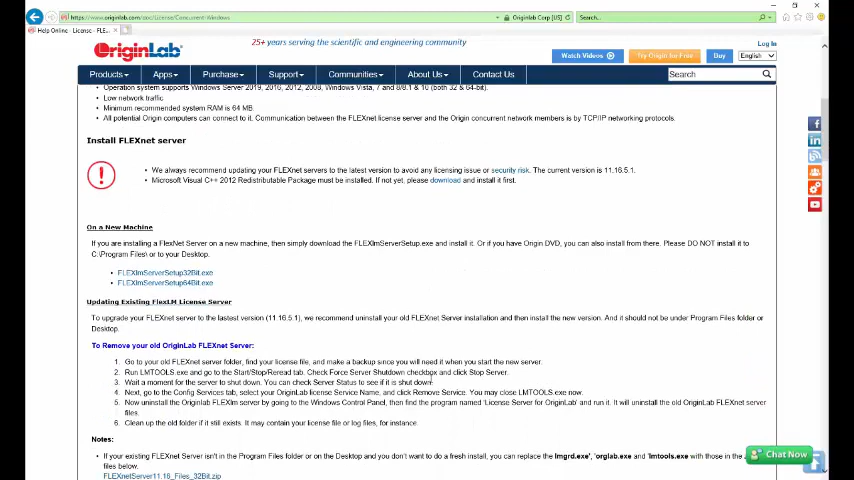 https://www.originlab.com/doc/License/Concurrent-Windows
OriginLab Corp [US]
Search...
Help Online - License - FLE...
OriginLab
25+ years serving the scientific and engineering community
Log In
Watch Videos
Try Origin for Free
Buy
English
Products
Apps
Purchase
Support
Communities
About Us
Contact Us
Search
Operation system supports Windows Server 2019, 2016, 2012, 2008, Windows Vista, 7 and 8/8.1 & 10 (both 32 & 64-bit).
Low network traffic
Minimum recommended system RAM is 64 MB.
All potential Origin computers can connect to it. Communication between the FLEXnet license server and the Origin concurrent network members is by TCP/IP networking protocols.
Install FLEXnet server
We always recommend updating your FLEXnet servers to the latest version to avoid any licensing issue or security risk. The current version is 11.16.5.1.
Microsoft Visual C++ 2012 Redistributable Package must be installed. If not yet, please download and install it first.
On a New Machine
If you are installing a FlexNet Server on a new machine, then simply download the FLEXlmServerSetup.exe and install it. Or if you have Origin DVD, you can also install from there. Please DO NOT install it to
C:\Program Files\ or to your Desktop.
FLEXlmServerSetup32Bit.exe
FLEXlmServerSetup64Bit.exe
Updating Existing FlexLM License Server
To upgrade your FLEXnet server to the lastest version (11.16.5.1), we recommend uninstall your old FLEXnet Server installation and then install the new version. And it should not be under Program Files folder or
Desktop.
To Remove your old OriginLab FLEXnet Server:
1. Go to your old FLEXnet server folder, find your license file, and make a backup since you will need it when you start the new server.
2. Run LMTOOLS.exe and go to the Start/Stop/Reread tab. Check Force Server Shutdown checkbox and click Stop Server.
3. Wait a moment for the server to shut down. You can check Server Status to see if it is shut down.
4. Next, go to the Config Services tab, select your OriginLab license Service Name, and click Remove Service. You may close LMTOOLS.exe now.
5. Now uninstall the Originlab FLEXlm server by going to the Windows Control Panel, then find the program named 'License Server for OriginLab' and run it. It will uninstall the old OriginLab FLEXnet server
files.
6. Clean up the old folder if it still exists. It may contain your license file or log files, for instance.
Notes:
If your existing FLEXnet Server isn't in the Program Files folder or on the Desktop and you don't want to do a fresh install, you can replace the lmgrd.exe', 'orglab.exe and lmtools.exe with those in the
files below.
FLEXnetServer11.16_Files_32Bit.zip
Chat Now